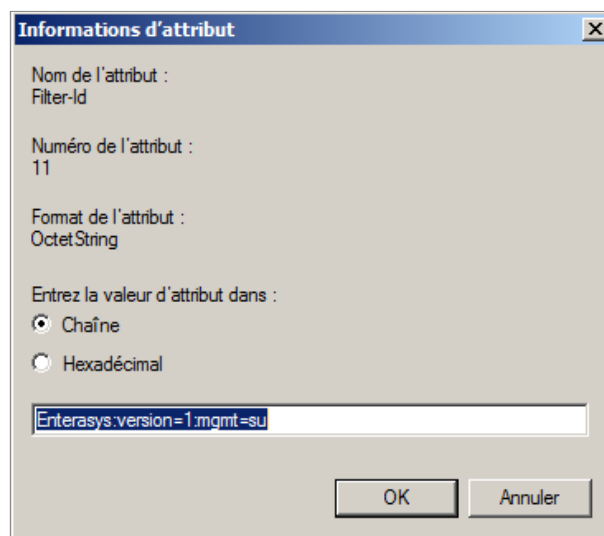 Informations d'attribut
Nom de l'attribut :
Filter-Id
Numéro de l'attribut :
11
Format de l'attribut :
OctetString
Entrez la valeur d'attribut dans :
Chaîne
Hexadécimal
Enterasys:version=1:mgmt=su
OK Annuler